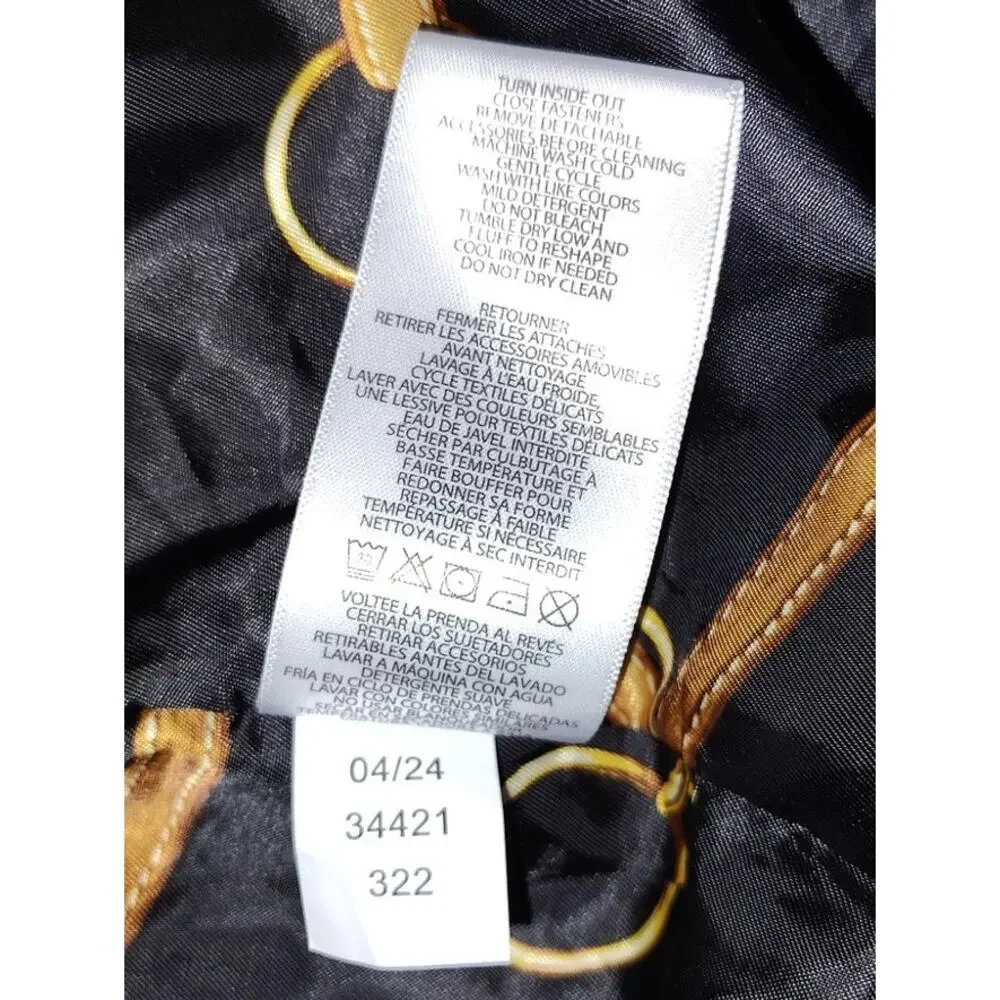 TURN INSIDE OUT
CLOSE FASTENERS
REMOVE DETACHABLE
ACCESSORIES BEFORE CLEANING
MACHINE WASH COLD
GENTLE CYCLE
WASH WITH LIKE COLORS
MILD DETERGENT
DO NOT BLEACH
TUMBLE DRY LOW AND
FLUFF TO RESHAPE
COOL IRON IF NEEDED
DO NOT DRY CLEAN
RETOURNER
FERMER LES ATTACHES
RETIRER LES ACCESSOIRES AMOVIBLES
AVANT NETTOYAGE
LAVAGE À L'EAU FROIDE,
CYCLE TEXTILES DÉLICATS
LAVER AVEC DES COULEURS SEMBLABLES
UNE LESSIVE POUR TEXTILES DÉLICATS
EAU DE JAVEL INTERDITE
SÉCHER PAR CULBUTAGE À
BASSE TEMPÉRATURE ET
FAIRE BOUFFER POUR
REDONNER SA FORME
REPASSAGE À FAIBLE
TEMPÉRATURE SI NÉCESSAIRE
NETTOYAGE À SEC INTERDIT
30
VOLTEE LA PRENDA AL REVÉS
CERRAR LOS SUJETADORES
RETIRAR ACCESORIOS
RETIRABLES ANTES DEL LAVADO
LAVAR A MÁQUINA CON AGUA
FRÍA EN CICLO DE PRENDAS DELICADAS
DETERGENTE SUAVE
LAVAR CON COLORES SIMILARES
NO USAR BLANQUEADOR
SECAR EN
04/24
34421
322